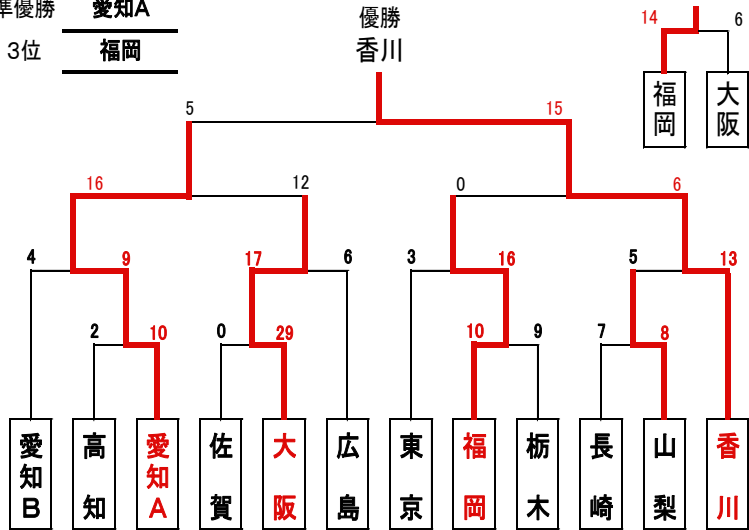 準優勝 愛知A
3位 福岡
優勝
香川
14 6
福岡 大阪
5 15
16 12 0 6
4 9 17 6 3 16 5 13
2 10 0 29 10 9 7 8
愛知B 高知 愛知A 佐賀 大阪 広島 東京 福岡 栃木 長崎 山梨 香川